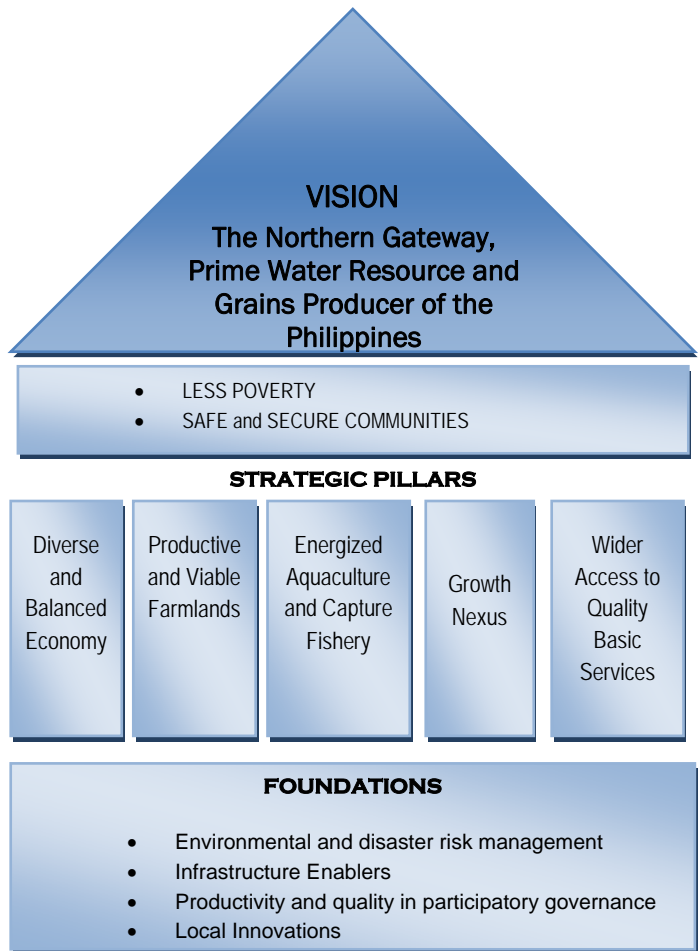 VISION
The Northern Gateway,
Prime Water Resource and
Grains Producer of the
Philippines
• LESS POVERTY
• SAFE and SECURE COMMUNITIES
STRATEGIC PILLARS
Diverse
and
Balanced
Economy
Productive
and Viable
Farmlands
Energized
Aquaculture
and Capture
Fishery
Growth
Nexus
Wider
Access to
Quality
Basic
Services
FOUNDATIONS
• Environmental and disaster risk management
• Infrastructure Enablers
• Productivity and quality in participatory governance
• Local Innovations